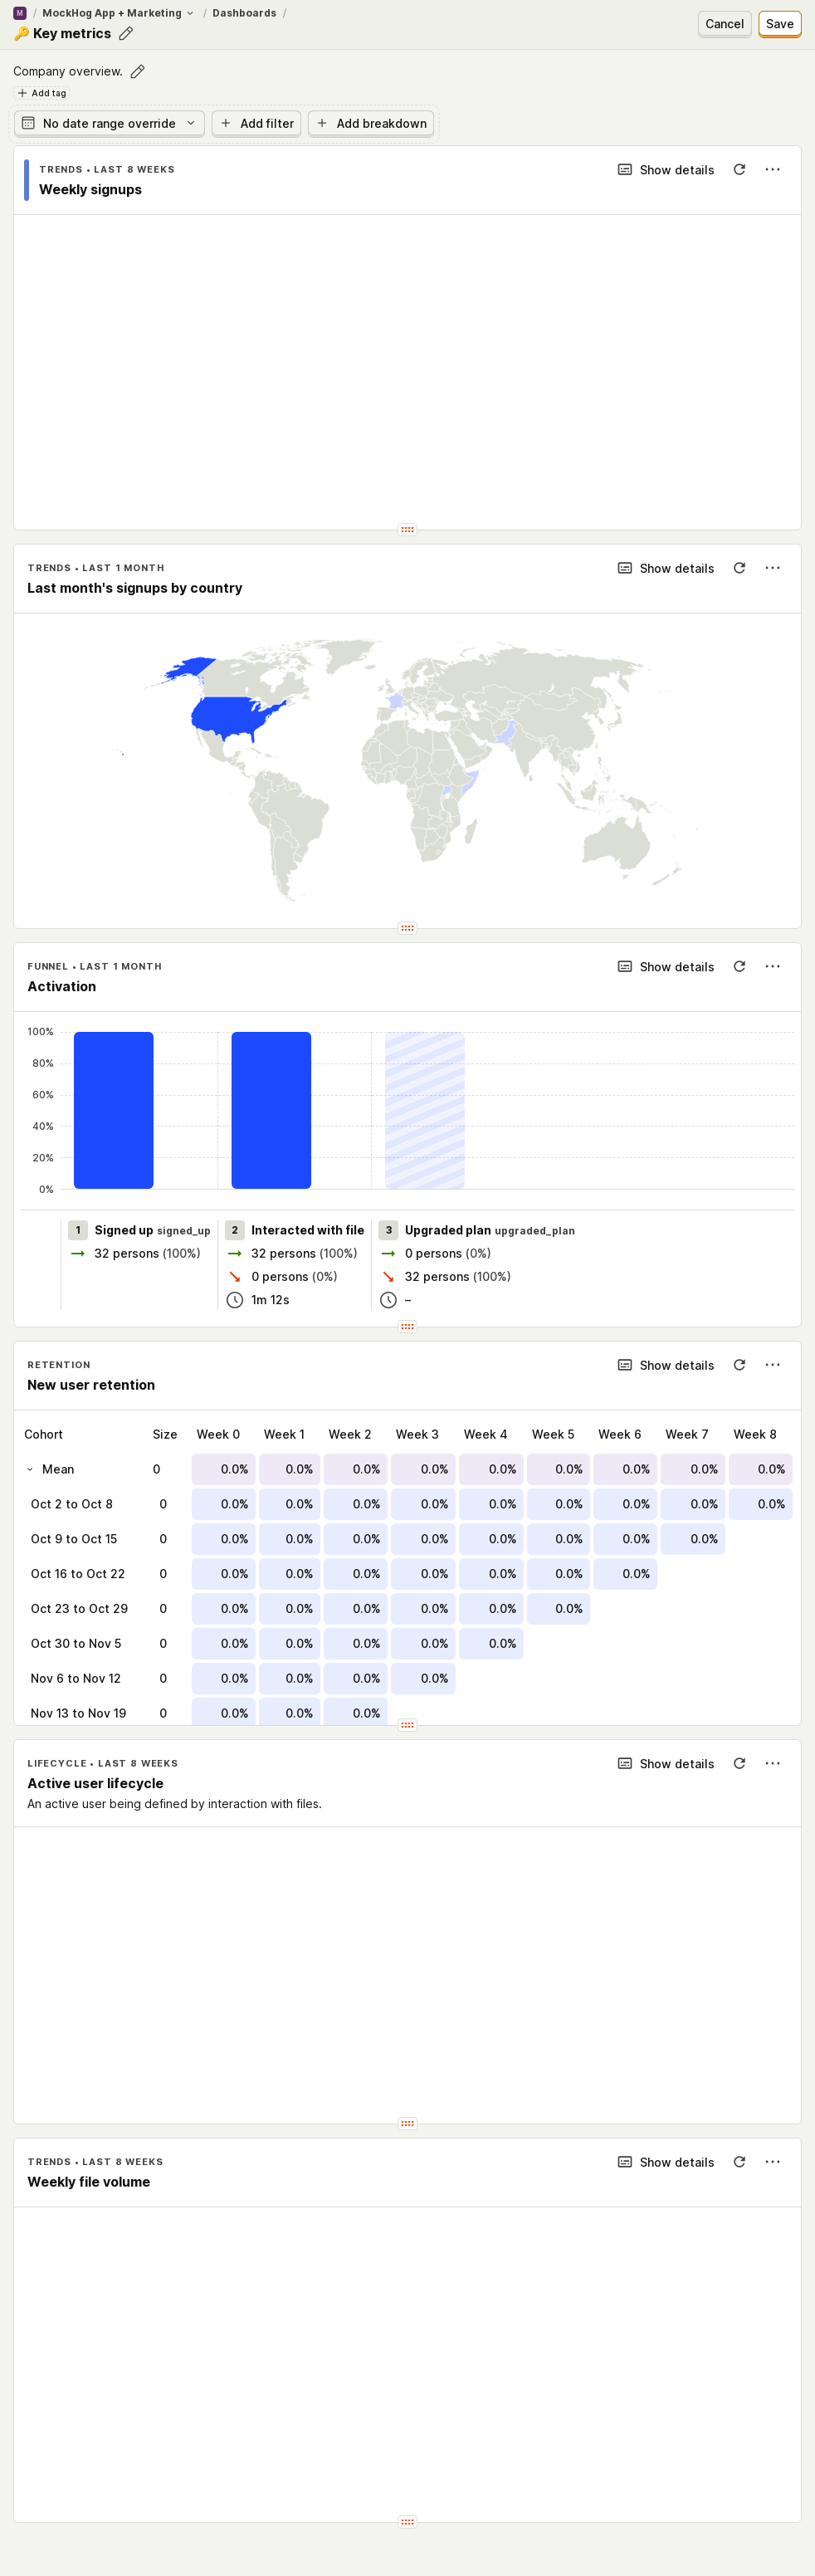 M / MockHog App + Marketing / Dashboards /
🔑 Key metrics
Cancel
Save
Company overview.
Add tag
No date range override
Add filter
Add breakdown
TRENDS • LAST 8 WEEKS
Show details
Weekly signups
TRENDS • LAST 1 MONTH
Show details
Last month's signups by country
FUNNEL • LAST 1 MONTH
Show details
Activation
100%
80%
60%
40%
20%
0%
1 Signed up signed_up
32 persons (100%)
2 Interacted with file
32 persons (100%)
0 persons (0%)
1m 12s
3 Upgraded plan upgraded_plan
0 persons (0%)
32 persons (100%)
–
RETENTION
Show details
New user retention
Cohort Size Week 0 Week 1 Week 2 Week 3 Week 4 Week 5 Week 6 Week 7 Week 8
Mean 0 0.0% 0.0% 0.0% 0.0% 0.0% 0.0% 0.0% 0.0% 0.0%
Oct 2 to Oct 8 0 0.0% 0.0% 0.0% 0.0% 0.0% 0.0% 0.0% 0.0% 0.0%
Oct 9 to Oct 15 0 0.0% 0.0% 0.0% 0.0% 0.0% 0.0% 0.0% 0.0%
Oct 16 to Oct 22 0 0.0% 0.0% 0.0% 0.0% 0.0% 0.0% 0.0%
Oct 23 to Oct 29 0 0.0% 0.0% 0.0% 0.0% 0.0% 0.0%
Oct 30 to Nov 5 0 0.0% 0.0% 0.0% 0.0% 0.0%
Nov 6 to Nov 12 0 0.0% 0.0% 0.0% 0.0%
Nov 13 to Nov 19 0 0.0% 0.0% 0.0%
LIFECYCLE • LAST 8 WEEKS
Show details
Active user lifecycle
An active user being defined by interaction with files.
TRENDS • LAST 8 WEEKS
Show details
Weekly file volume